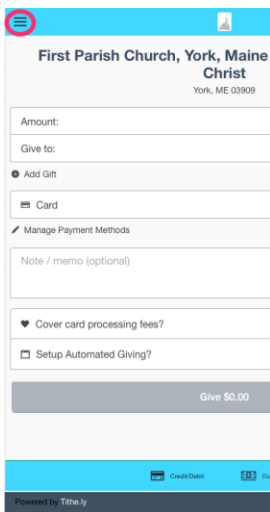 First Parish Church, York, Maine
Christ
York, ME 03909
Amount:
Give to:
Add Gift
Card
Manage Payment Methods
Note / memo (optional)
Cover card processing fees?
Setup Automated Giving?
Give $0.00
Credit/Debit
Powered by Tithe.ly